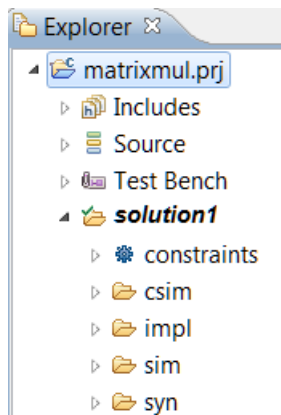 Explorer
matrixmul.prj
Includes
Source
Test Bench
solution1
constraints
csim
impl
sim
syn